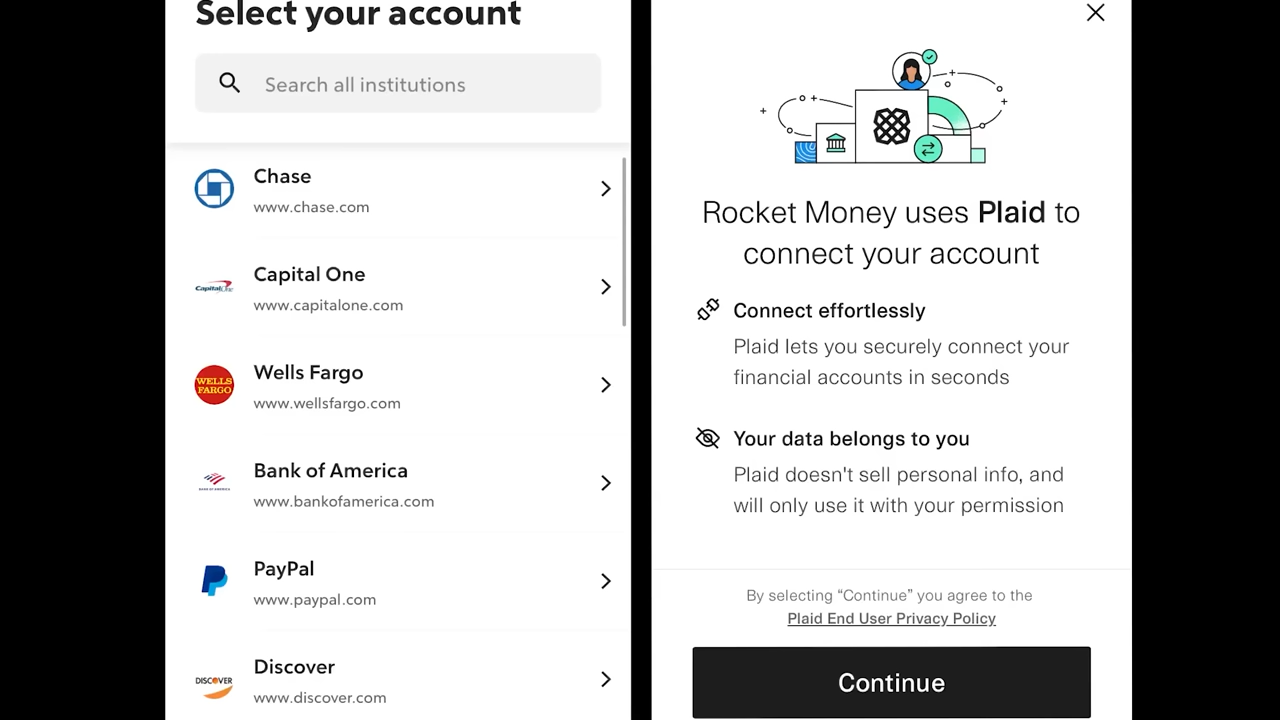 Select your account
Search all institutions
Chase
www.chase.com
Capital One
www.capitalone.com
WELLS
FARGO
Wells Fargo
www.wellsfargo.com
Bank of America
www.bankofamerica.com
PayPal
www.paypal.com
DISCOVER
Discover
www.discover.com
Rocket Money uses Plaid to
connect your account
Connect effortlessly
Plaid lets you securely connect your
financial accounts in seconds
Your data belongs to you
Plaid doesn't sell personal info, and
will only use it with your permission
By selecting “Continue” you agree to the
Plaid End User Privacy Policy
Continue